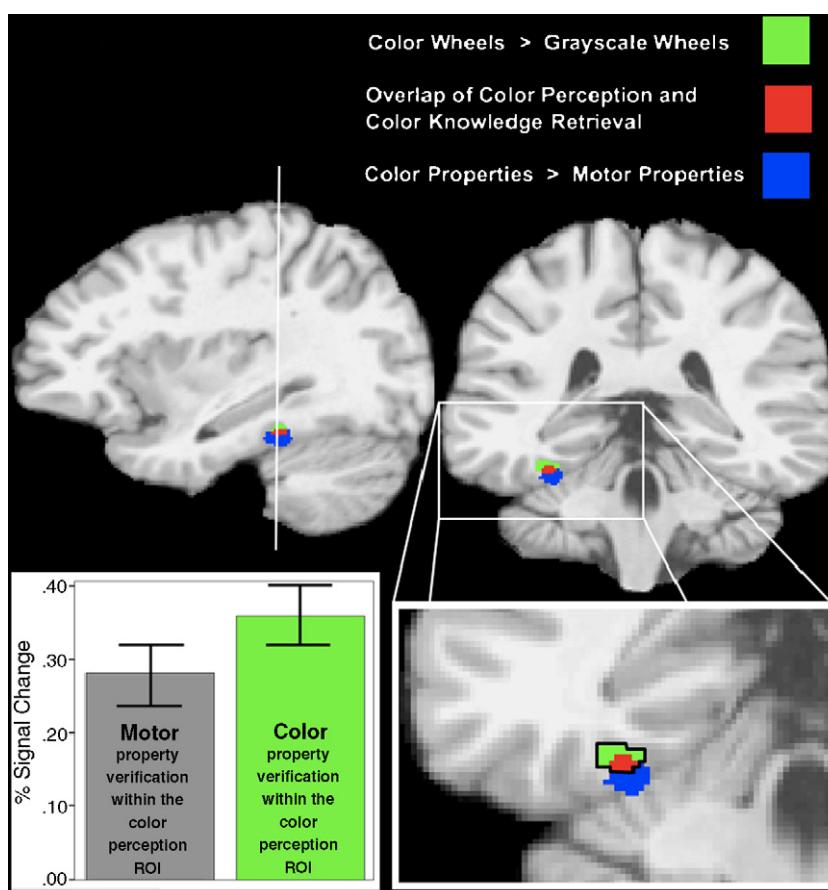 Color Wheels > Grayscale Wheels
Overlap of Color Perception and
Color Knowledge Retrieval
Color Properties > Motor Properties
% Signal Change
.40
.30
.20
.10
.00
Motor
property
verification
within the
color
perception
ROI
Color
property
verification
within the
color
perception
ROI